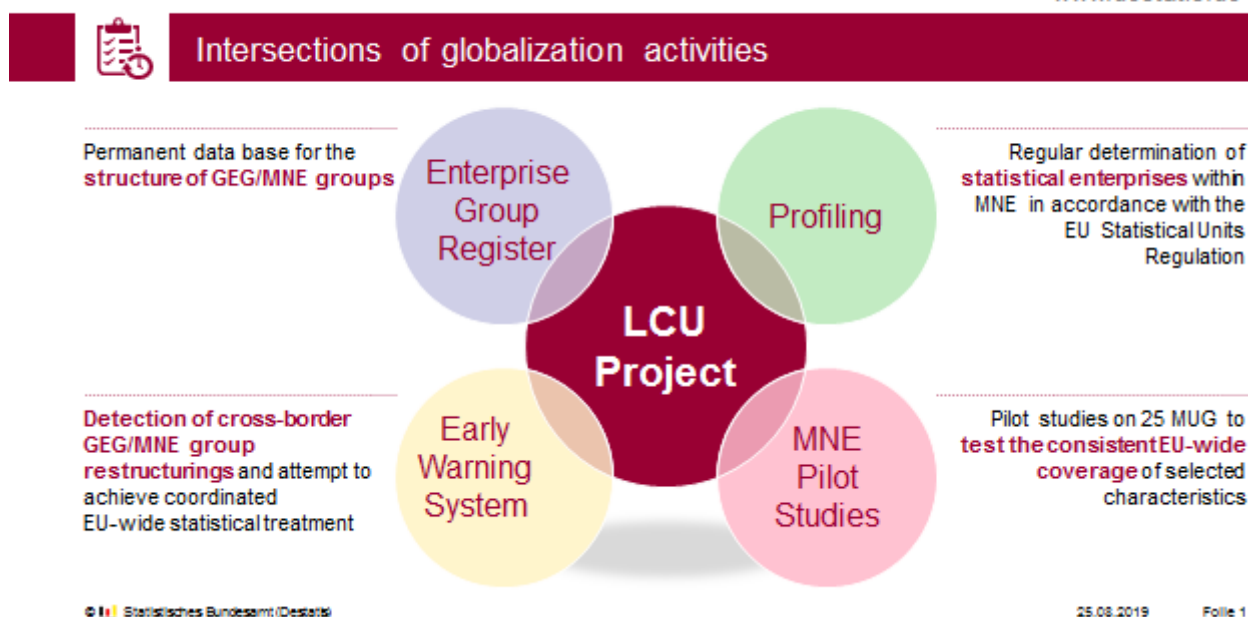 Intersections of globalization activities
Permanent data base for the
structure of GEG/MNE groups
Enterprise
Group
Register
Profiling
Regular determination of
statistical enterprises within
MNE in accordance with the
EU Statistical Units
Regulation
LCU
Project
Detection of cross-border
GEG/MNE group
restructurings and attempt to
achieve coordinated
EU-wide statistical treatment
Early
Warning
System
MNE
Pilot
Studies
Pilot studies on 25 MUG to
test the consistent EU-wide
coverage of selected
characteristics
© Statistisches Bundesamt (Destatis)
25.08.2019 Folie 1